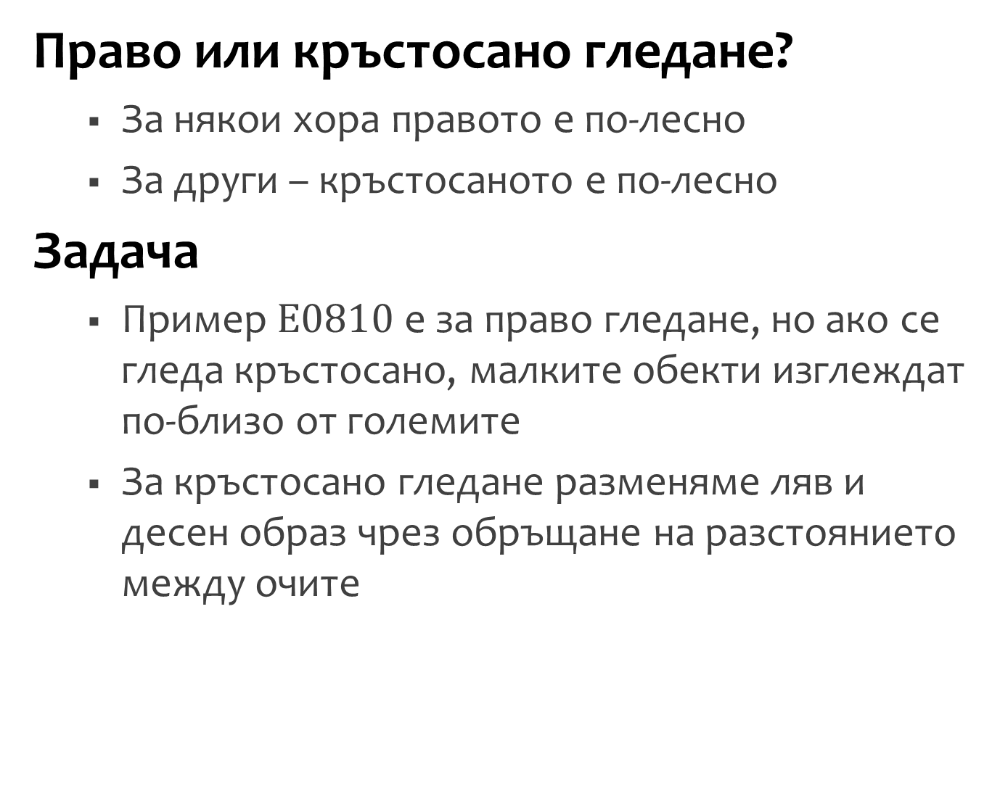 Право или кръстосано гледане?
▪ За някои хора правото е по-лесно
▪ За други – кръстосаното е по-лесно
Задача
▪ Пример E0810 е за право гледане, но ако се
гледа кръстосано, малките обекти изглеждат
по-близо от големите
▪ За кръстосано гледане разменяме ляв и
десен образ чрез обръщане на разстоянието
между очите